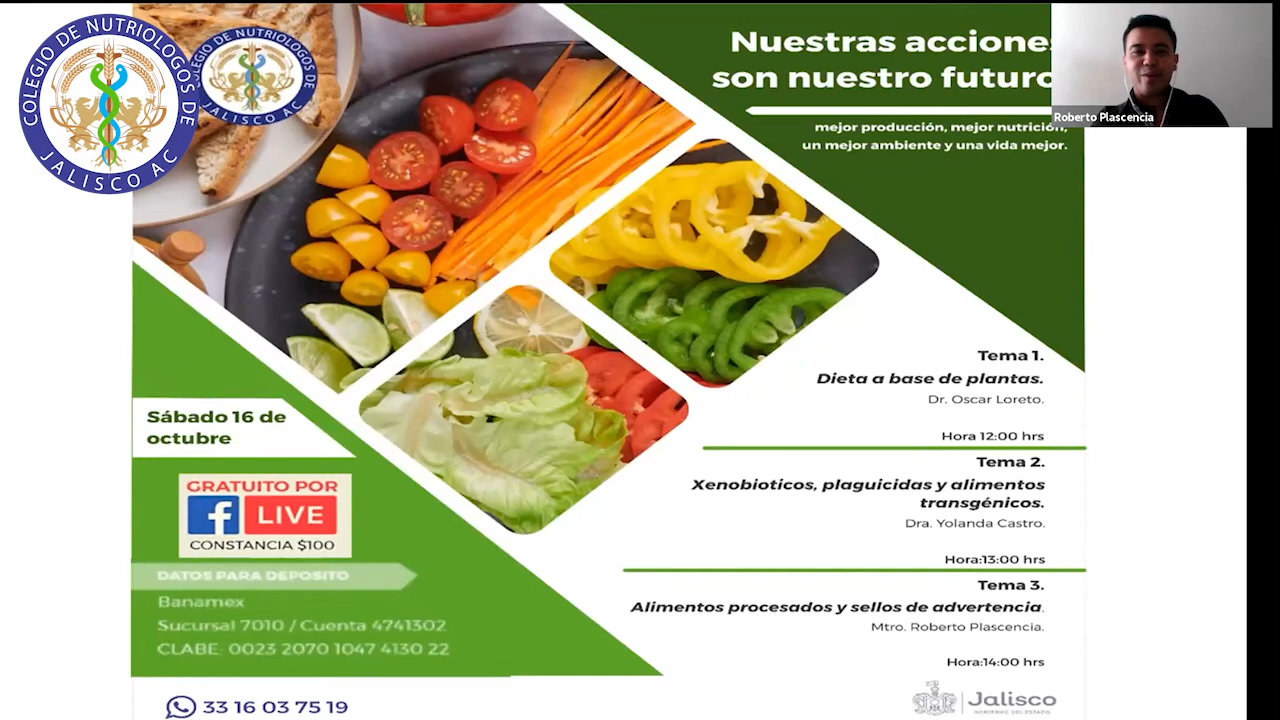 COLEGIO DE NUTRIOLOGOS DE
JALISCO AC
COLEGIO DE NUTRIOLOGOS DE
JALISCO AC
Nuestras acciones
son nuestro futuro
mejor producción, mejor nutrición,
un mejor ambiente y una vida mejor.
Roberto Plascencia
Tema 1.
Dieta a base de plantas.
Dr. Oscar Loreto.
Hora 12:00 hrs
Tema 2.
Xenobioticos, plaguicidas y alimentos
transgénicos.
Dra. Yolanda Castro.
Hora:13:00 hrs
Tema 3.
Alimentos procesados y sellos de advertencia.
Mtro. Roberto Plascencia.
Hora:14:00 hrs
Sábado 16 de
octubre
GRATUITO POR
f LIVE
CONSTANCIA $100
DATOS PARA DEPOSITO
Banamex
Sucursal 7010 / Cuenta 4741302
CLABE: 0023 2070 1047 4130 22
33 16 03 75 19
Jalisco
GOBIERNO DEL ESTADO